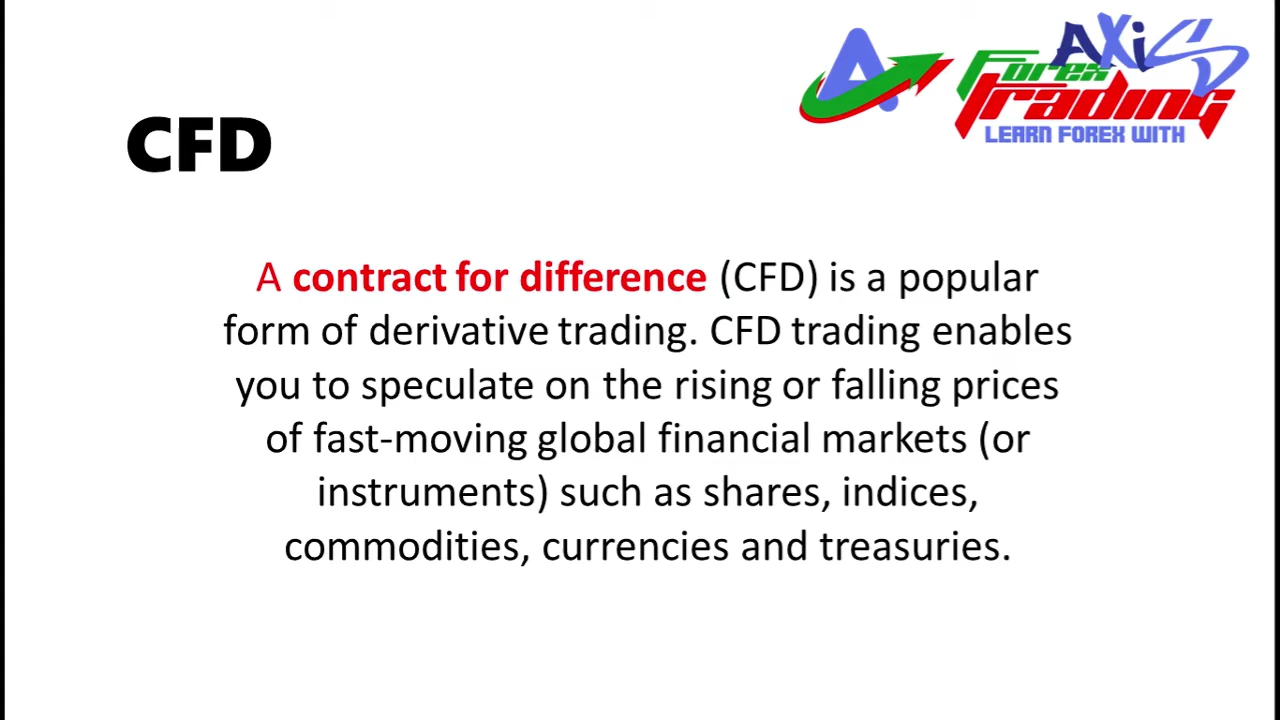 AXiS
Forex
Trading
LEARN FOREX WITH
CFD
A contract for difference (CFD) is a popular
form of derivative trading. CFD trading enables
you to speculate on the rising or falling prices
of fast-moving global financial markets (or
instruments) such as shares, indices,
commodities, currencies and treasuries.